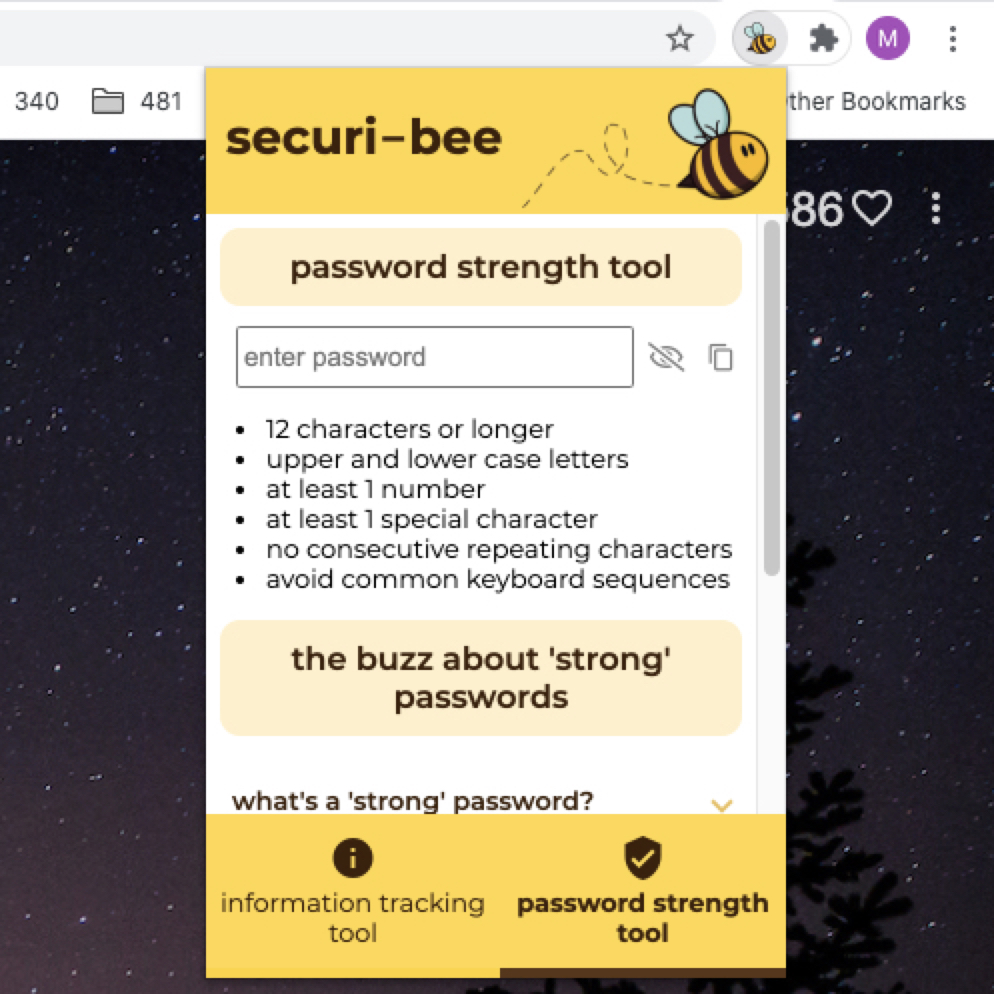 M
340 481 ther Bookmarks
securi–bee
86
password strength tool
enter password
• 12 characters or longer
• upper and lower case letters
• at least 1 number
• at least 1 special character
• no consecutive repeating characters
• avoid common keyboard sequences
the buzz about 'strong'
passwords
what's a 'strong' password?
information tracking
tool
password strength
tool